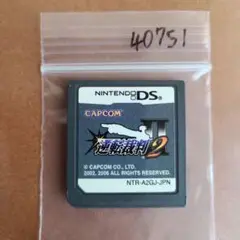 40751
NINTENDO DS
CAPCOM
逆転裁判2
© CAPCOM CO., LTD.
2002, 2006 ALL RIGHTS RESERVED.
NTR-A2GJ-JPN